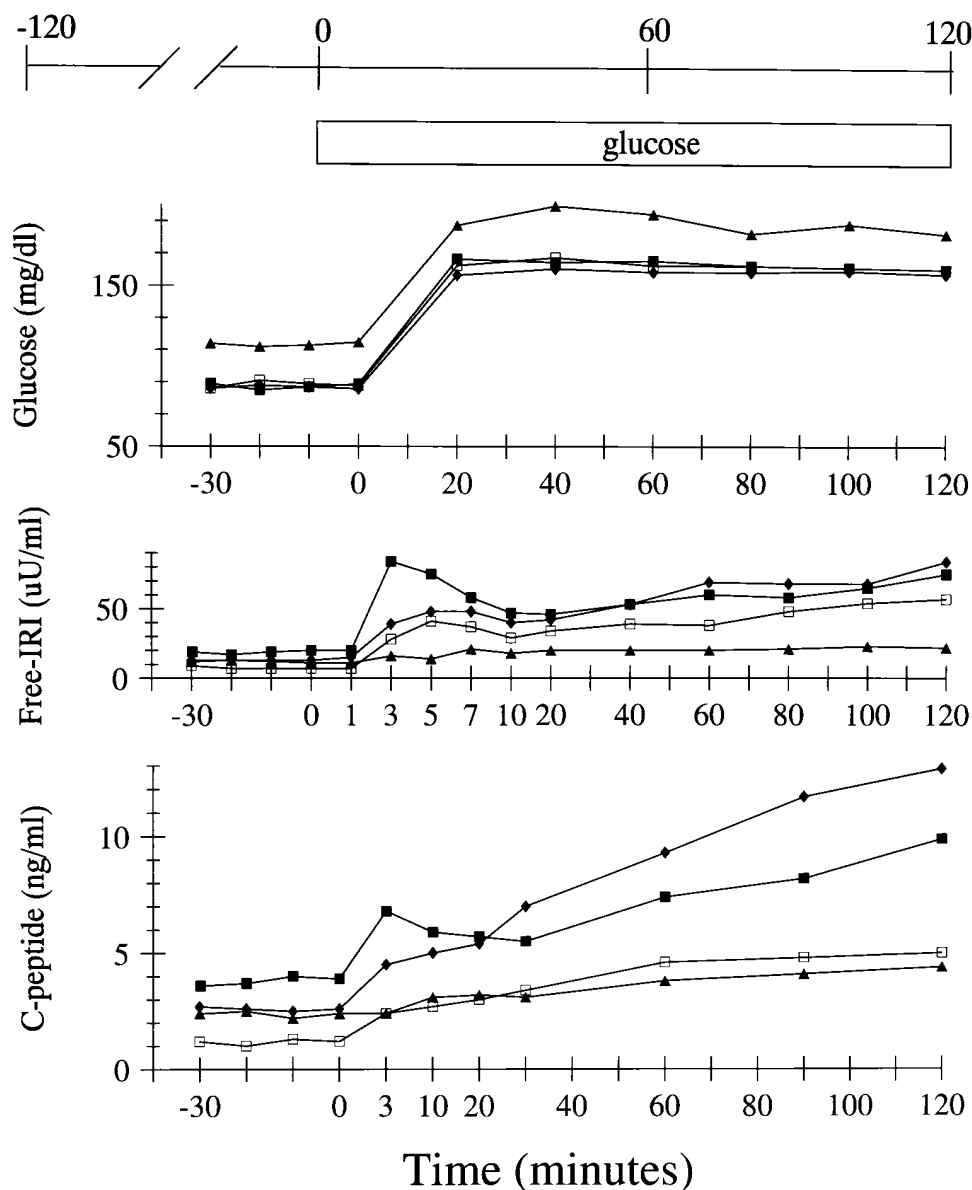 -120 0 60 120
glucose
Glucose (mg/dl)
150
50
-30 0 20 40 60 80 100 120
Free-IRI (uU/ml)
50
0
-30 0 1 3 5 7 10 20 40 60 80 100 120
C-peptide (ng/ml)
10
5
0
-30 0 3 10 20 40 60 80 100 120
Time (minutes)